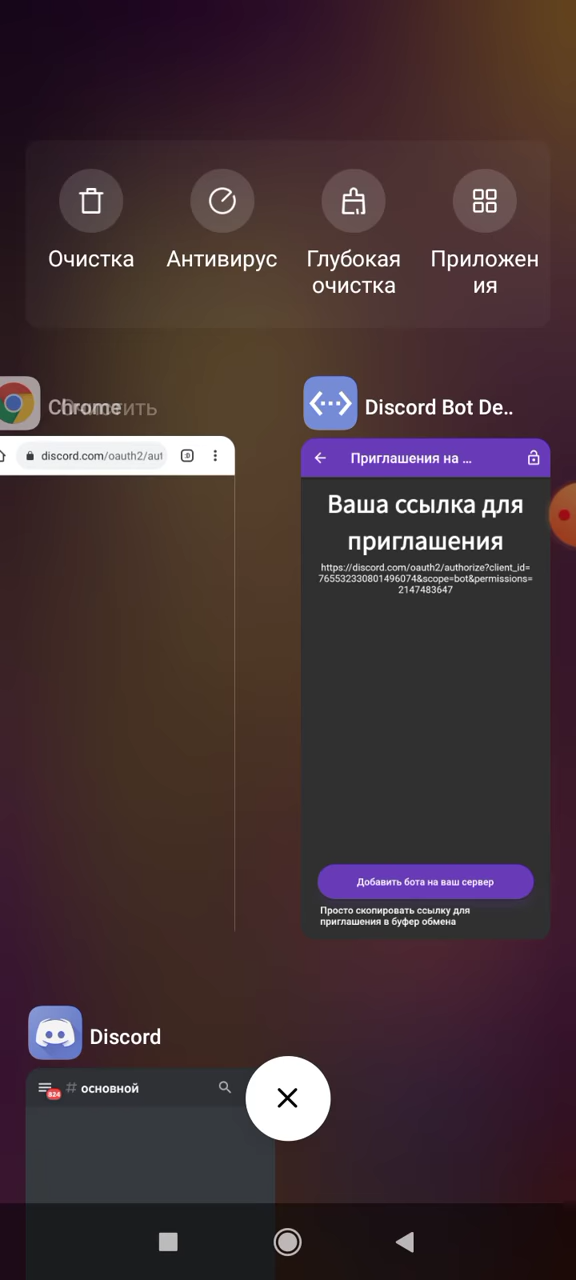 Очистка
Антивирус
Глубокая
очистка
Приложен
ия
Chrome
Очистить
discord.com/oauth2/aut
Discord Bot De..
Приглашения на ...
Ваша ссылка для
приглашения
https://discord.com/oauth2/authorize?client_id=
765532330801496074&scope=bot&permissions=
2147483647
Добавить бота на ваш сервер
Просто скопировать ссылку для
приглашения в буфер обмена
Discord
824
# основной